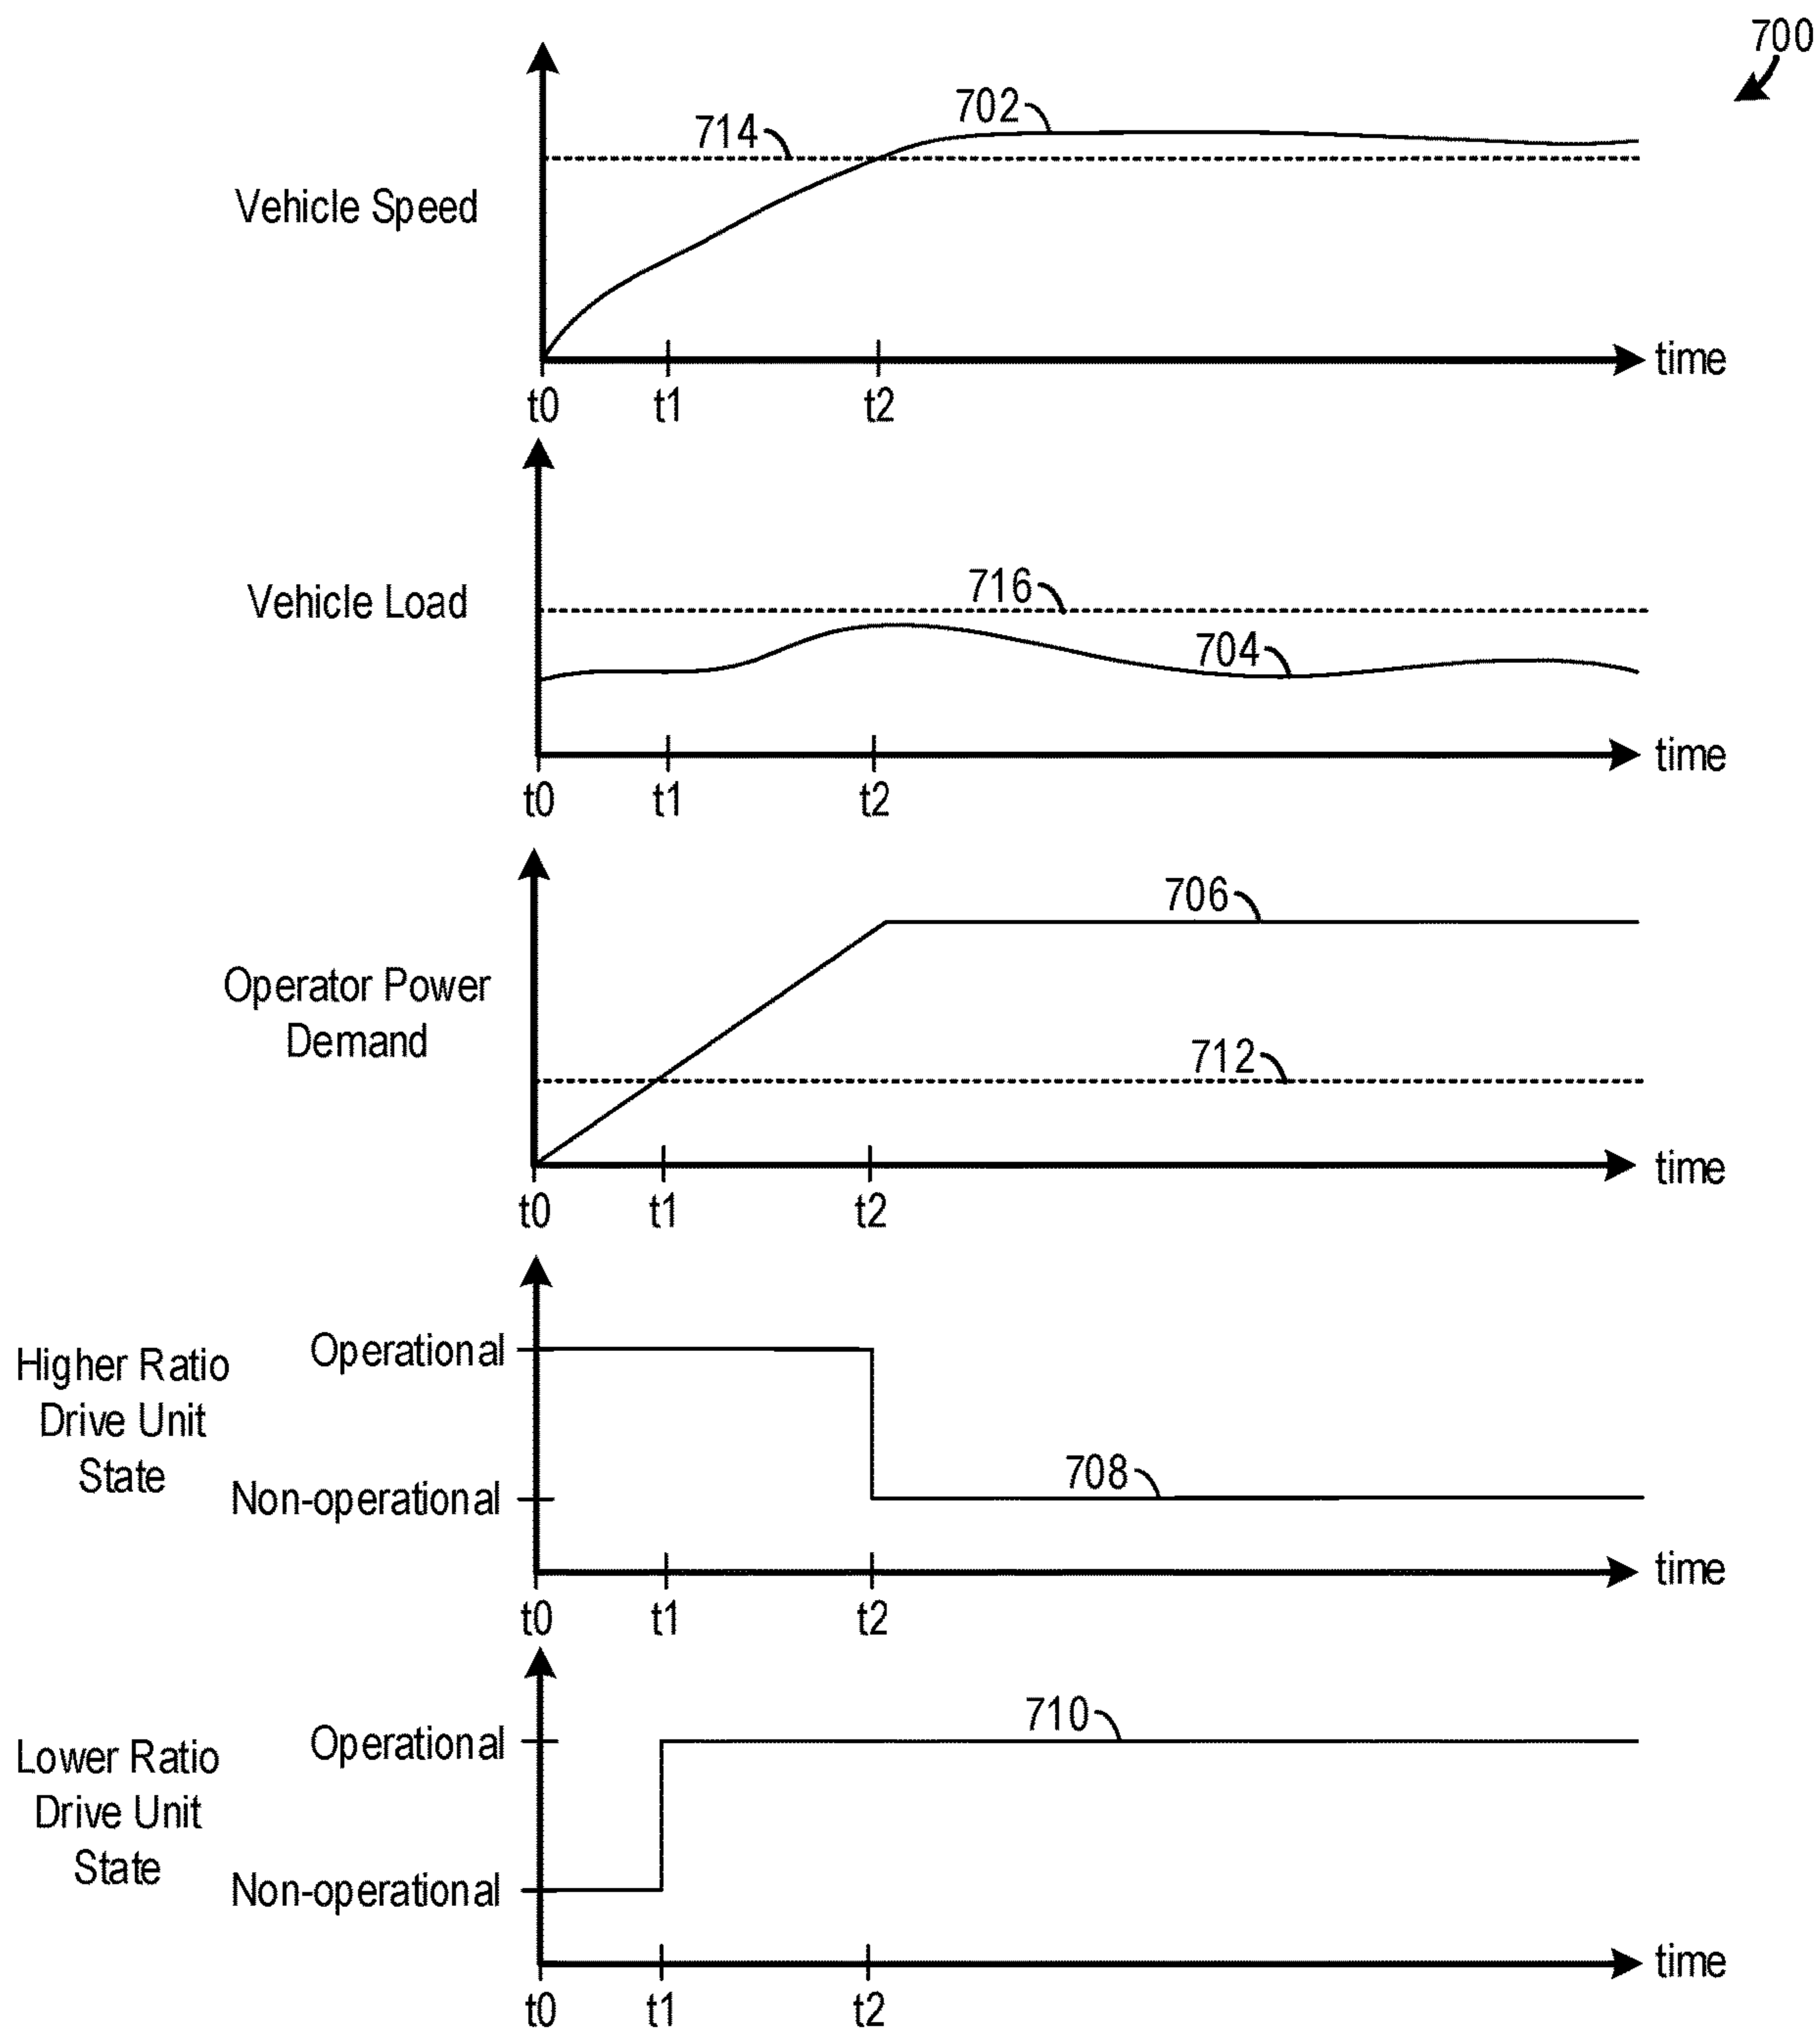 700
702
714
Vehicle Speed
time
t0 t1 t2
716
Vehicle Load
704
time
t0 t1 t2
706
Operator Power
Demand
712
time
t0 t1 t2
Operational
Higher Ratio
Drive Unit
State
708
Non-operational
time
t0 t1 t2
710
Operational
Lower Ratio
Drive Unit
State
Non-operational
time
t0 t1 t2